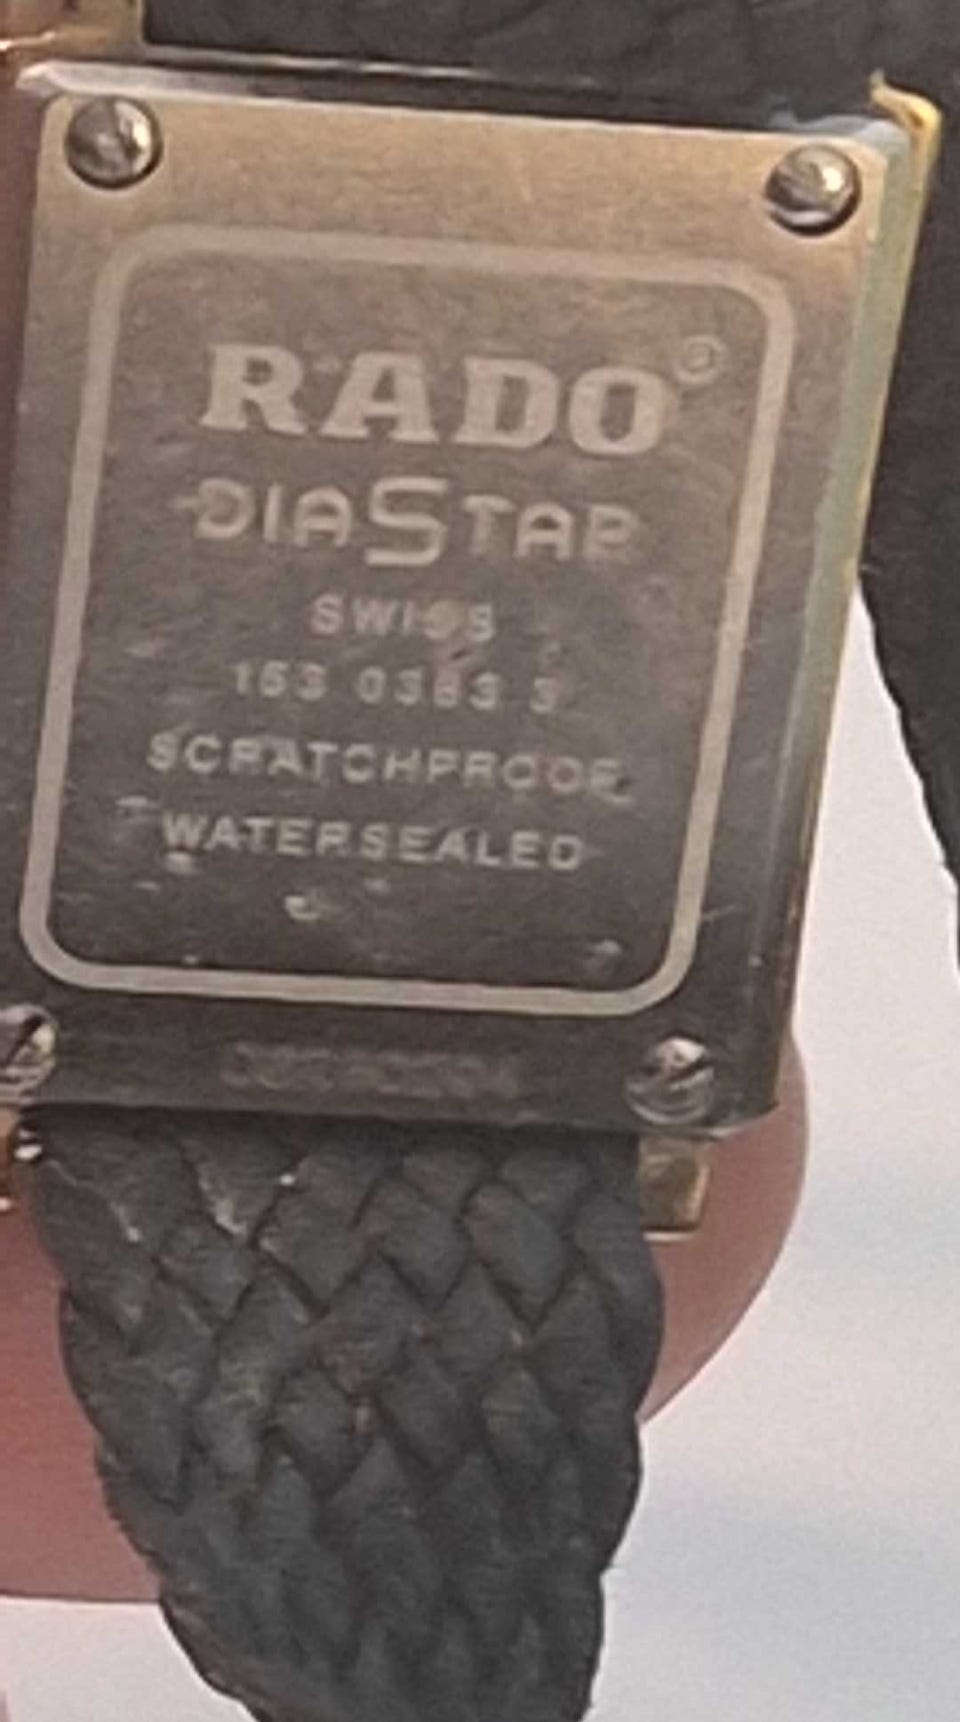 RADO®
DIASTAR
SWISS
153 0383 3
SCRATCHPROOF
WATERSEALED